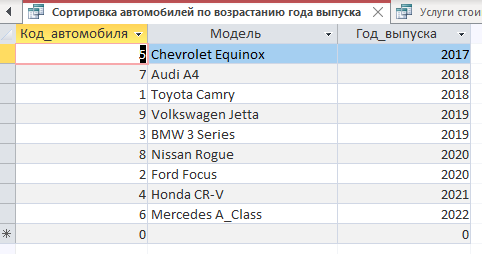 Сортировка автомобилей по возрастанию года выпуска Услуги стои
Код_автомобиля Модель Год_выпуска
5 Chevrolet Equinox 2017
7 Audi A4 2018
1 Toyota Camry 2018
9 Volkswagen Jetta 2019
3 BMW 3 Series 2019
8 Nissan Rogue 2020
2 Ford Focus 2020
4 Honda CR-V 2021
6 Mercedes A_Class 2022
0 0